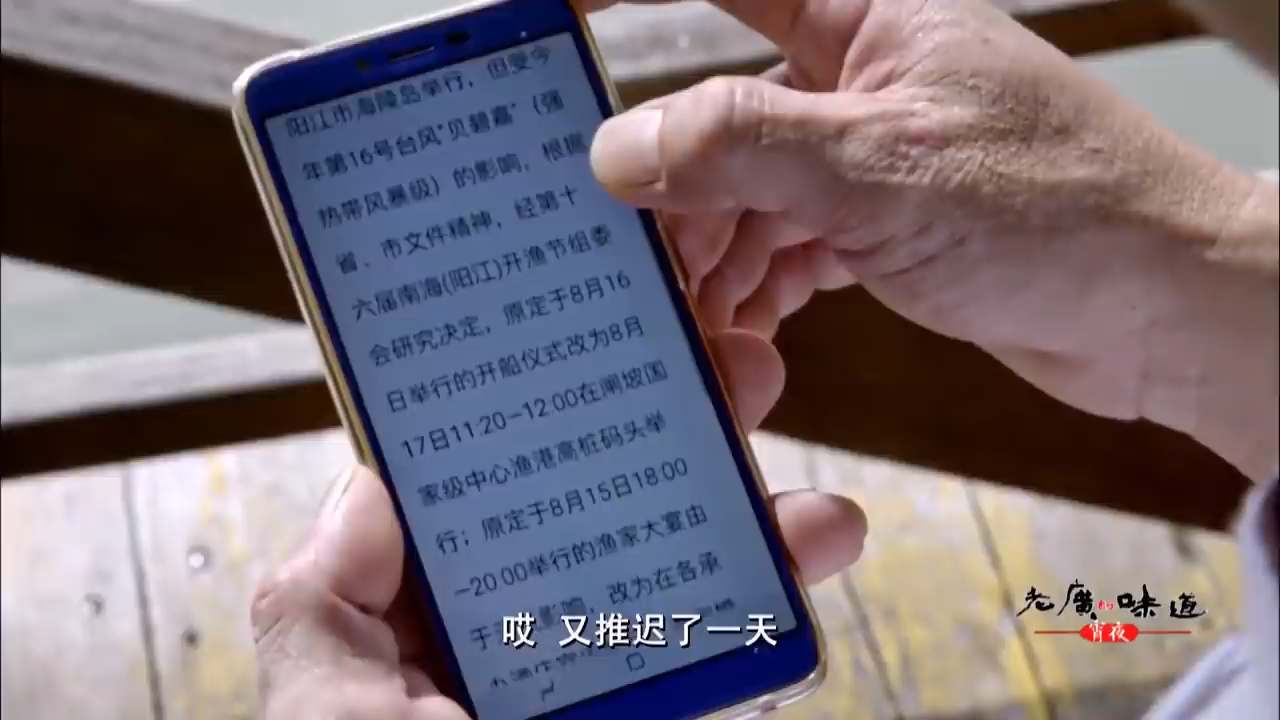 阳江市海陵岛举行，但受今
年第16号台风“贝碧嘉”（强
热带风暴级）的影响，根据
省、市文件精神，经第十
六届南海(阳江)开渔节组委
会研究决定，原定于8月16
日举行的开船仪式改为8月
17日11:20-12:00在闸坡国
家级中心渔港高桩码头举
行；原定于8月15日18:00
-20:00举行的渔家大宴由
于
影响，改为在各承
哎 又推迟了一天
老廣的味道
宵夜